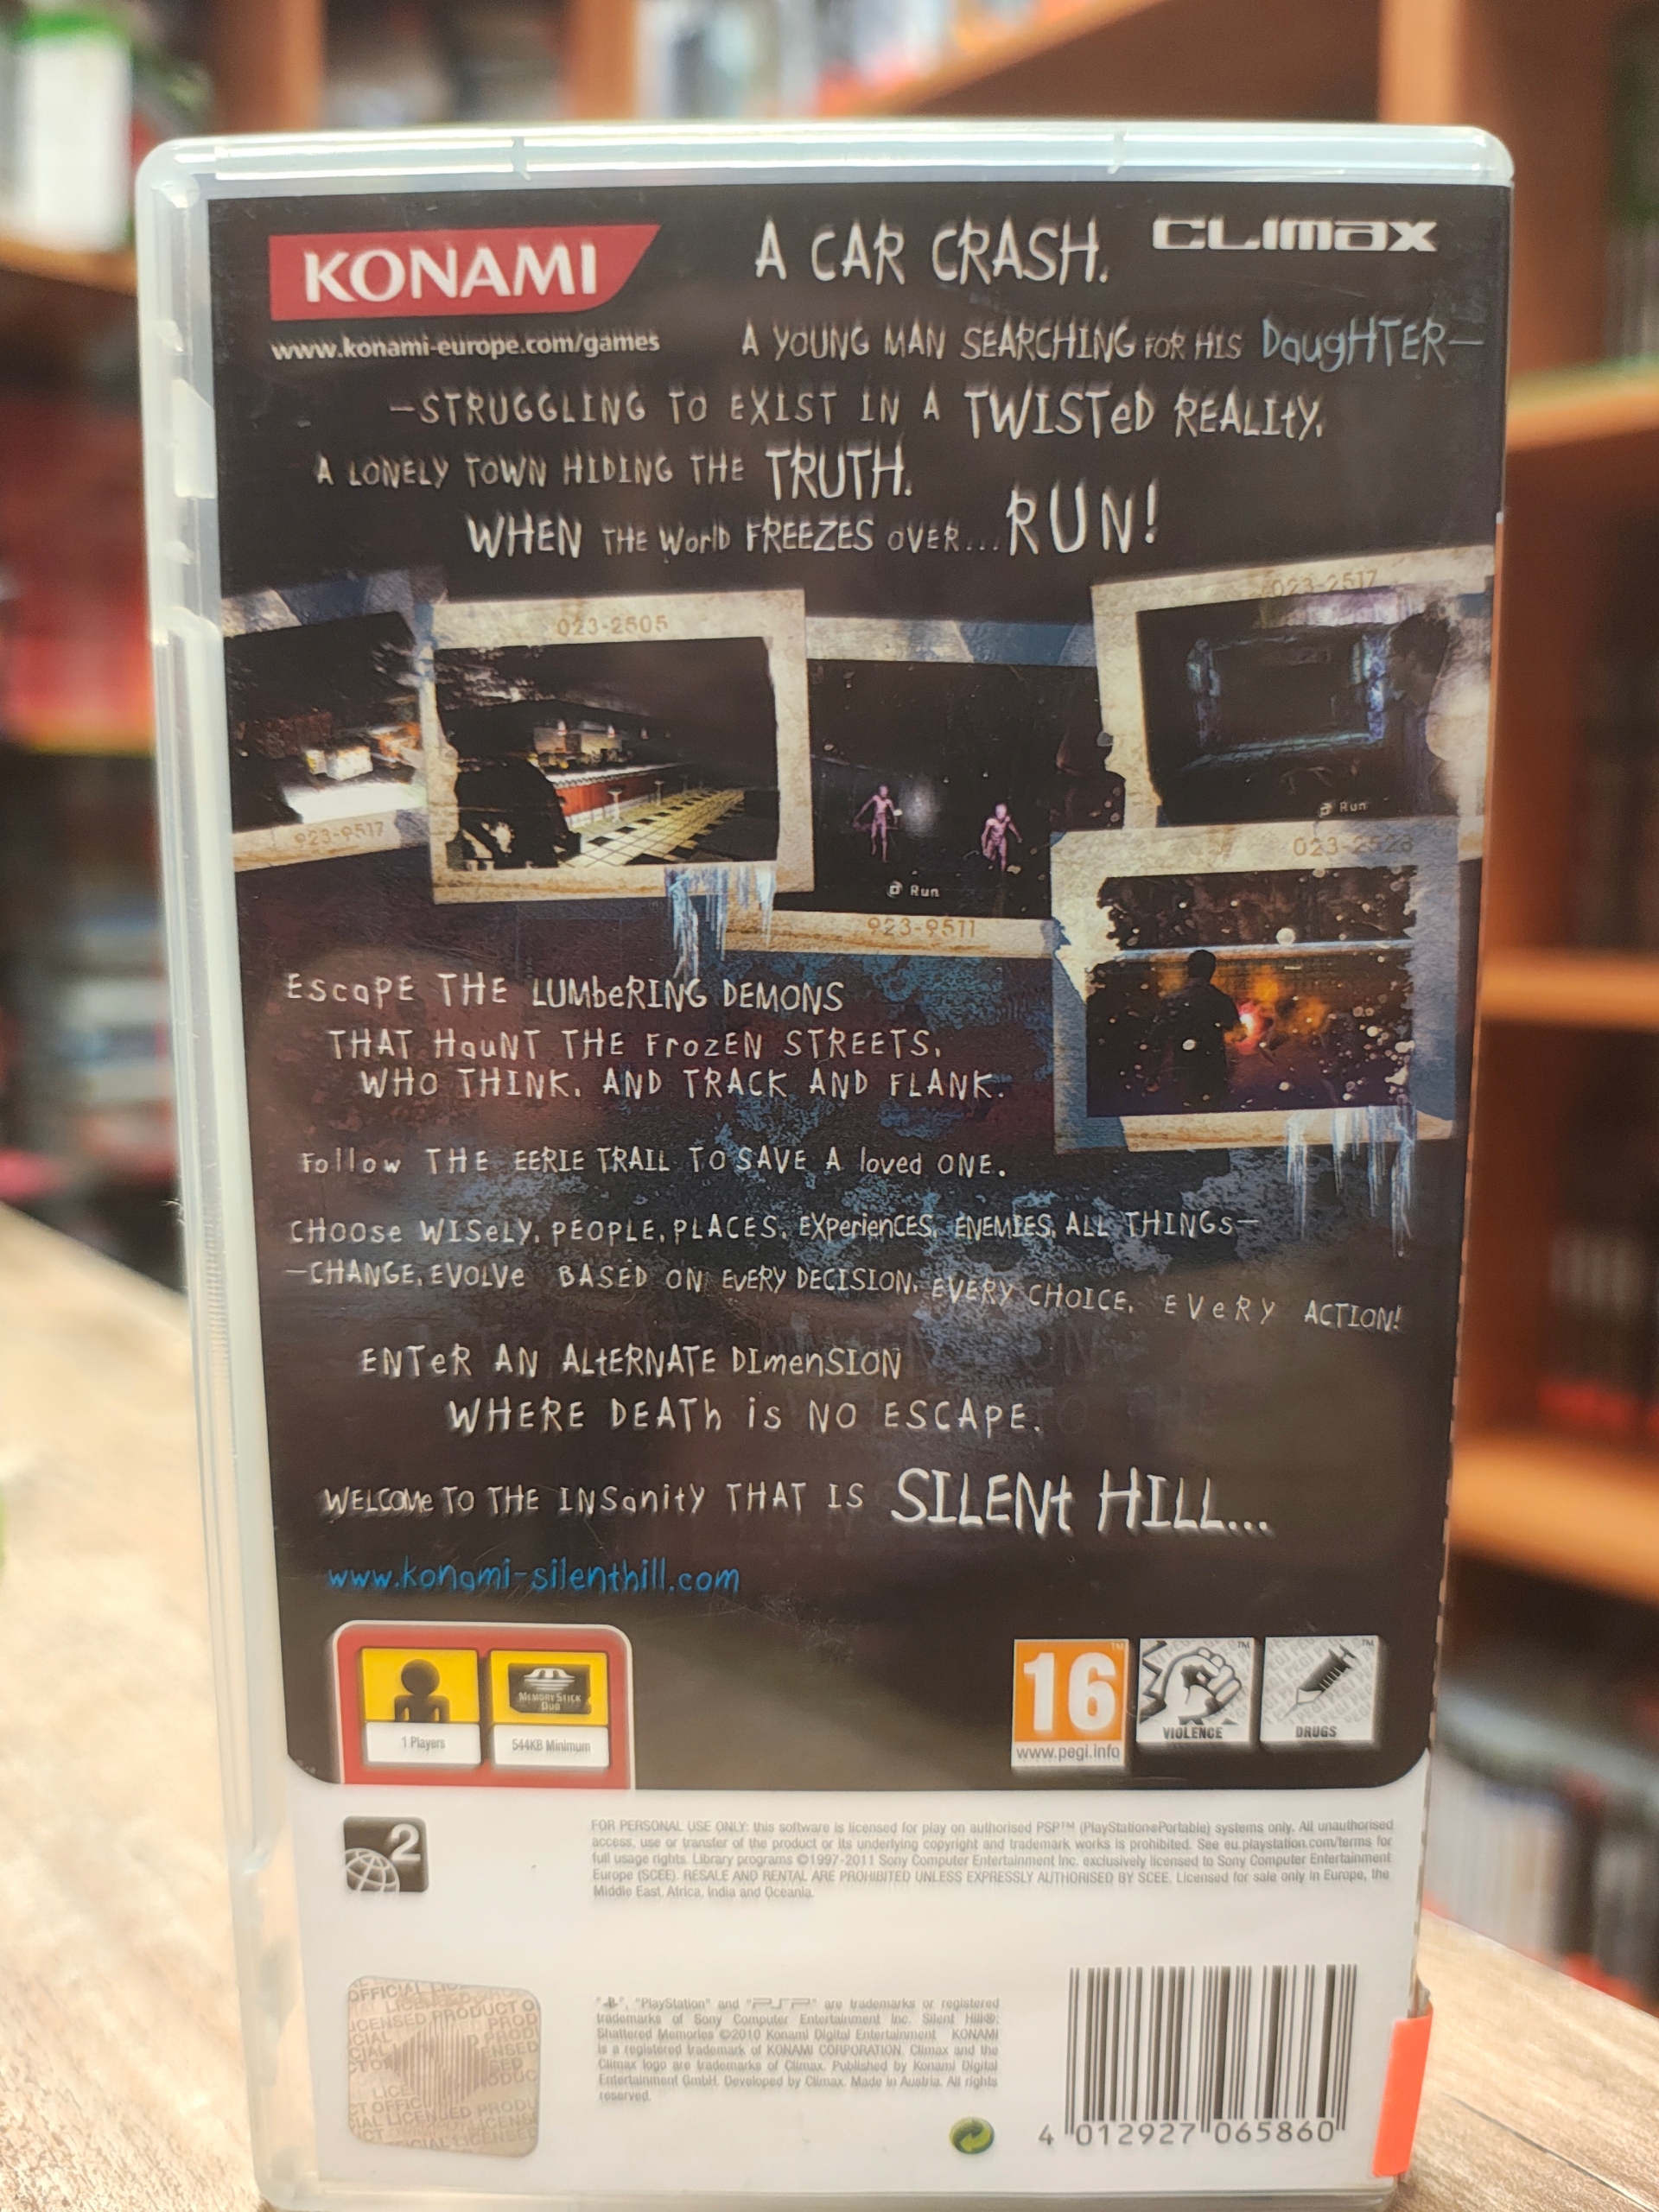 KONAMI
A CAR CRASH.
CLIMAX
www.konami-europe.com/games
A YOUNG MAN SEARCHING FOR HIS DaugHTER—
—STRUGGLING TO EXIST IN A TWISTeD REALItY.
A LONELY TOWN HIDING THE TRUTH.
WHEN THE WorlD FREEZES OVER... RUN!
023-2517
023-2505
Run
923-9517
023-2528
Run
923-9511
EscaPE THE LUMbeRING DEMONS
THAT HauNT THE FrozEN STREETS,
WHO THINK, AND TRACK AND FLANK.
Follow THE EERIE TRAIL TO SAVE A loved ONE.
CHOOse WISeLY, PEOPLE, PLACES, EXPerienCES, ENEMIES, ALL THINGs—
—CHANGE, EVOLVe BASED ON EVERY DECISION, EVERY CHOICE, EVeRY ACTION!
ENTeR AN ALtERNATE DImenSION
WHERE DEATh is NO ESCAPE.
WELCOMe TO THE INSanitY THAT IS SILENt HILL...
www.konami-silenthill.com
MEMORY STICK
DUO
1 Players
544KB Minimum
16
www.pegi.info
VIOLENCE
DRUGS
2
FOR PERSONAL USE ONLY: this software is licensed for play on authorised PSP™ (PlayStation®Portable) systems only. All unauthorised
access, use or transfer of the product or its underlying copyright and trademark works is prohibited. See eu.playstation.com/terms for
full usage rights. Library programs ©1997-2011 Sony Computer Entertainment Inc. exclusively licensed to Sony Computer Entertainment
Europe (SCEE). RESALE AND RENTAL ARE PROHIBITED UNLESS EXPRESSLY AUTHORISED BY SCEE. Licensed for sale only in Europe, the
Middle East, Africa, India and Oceania.
"", "PlayStation" and "PSP" are trademarks or registered
trademarks of Sony Computer Entertainment Inc. Silent Hill®:
Shattered Memories ©2010 Konami Digital Entertainment KONAMI
is a registered trademark of KONAMI CORPORATION. Climax and the
Climax logo are trademarks of Climax. Published by Konami Digital
Entertainment GmbH. Developed by Climax. Made in Austria. All rights
reserved.
4 012927 065860